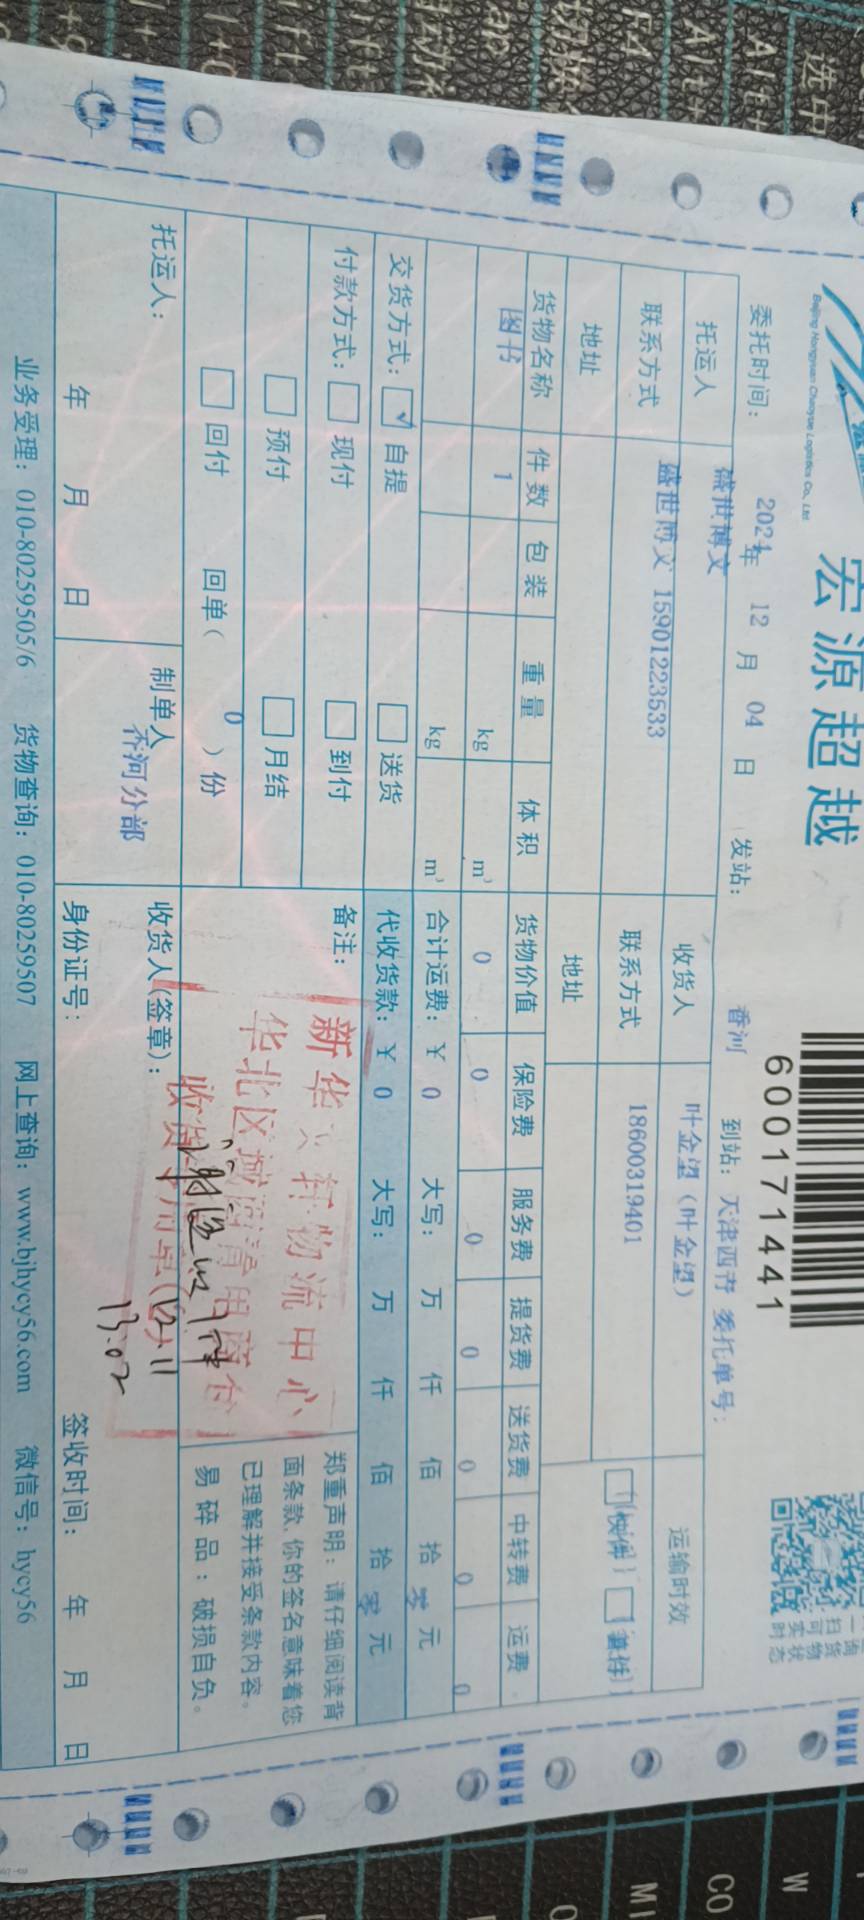 宏源超越
Beijing Hongyuan Chaoyue Logistics Co., Ltd
6001714​41
委托时间： 2024年 12 月 04 日 发站： 香河 到站：天津西青 委托单号：
托运人 盛世博文 收货人 叶金望（叶金望） 运输时效
联系方式 盛世博文 15901223533 联系方式 18600319401
地址 地址
货物名称 件数 包装 重量 体积 货物价值 保险费 服务费 提货费 送货费 中转费 运费
图书 1 kg m³ 0 0 0 0 0 0 0
kg m³ 合计运费：￥ 0 大写： 万 仟 佰 拾 零 元
交货方式： ☑ 自提 □ 送货 代收货款：￥ 0 大写： 万 仟 佰 拾 零 元
付款方式： □ 现付 □ 到付 备注：
□ 预付 □ 月结
□ 回付 回单（ 0 ）份
新华 轩物流中心
华北区域
郑重声明：请仔细阅读背
面条款，你的签名意味着您
已理解并接受条款内容。
易碎品：破损自负。
托运人： 制单人 香河分部 收货人（签章）：
12.11
13.02
年 月 日 身份证号： 签收时间： 年 月 日
业务受理：010-80259505/6 货物查询：010-80259507 网上查询：www.bjhycy56.com 微信号：hycy56